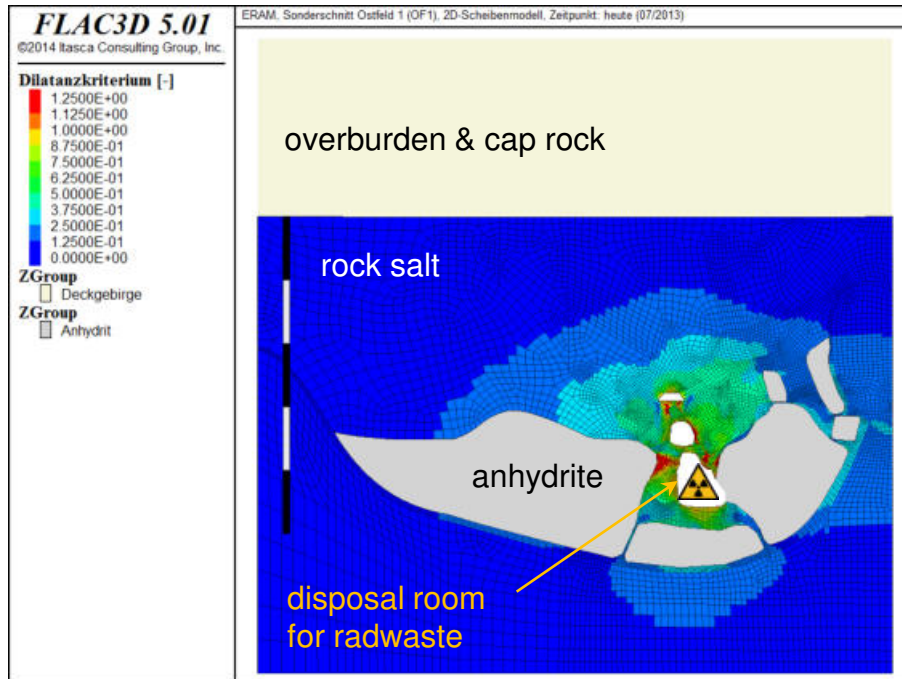 FLAC3D 5.01
©2014 Itasca Consulting Group, Inc.
Dilatanzkriterium [-]
1.2500E+00
1.1250E+00
1.0000E+00
8.7500E-01
7.5000E-01
6.2500E-01
5.0000E-01
3.7500E-01
2.5000E-01
1.2500E-01
0.0000E+00
ZGroup
Deckgebirge
ZGroup
Anhydrit
ERAM, Sonderschnitt Ostfeld 1 (OF1), 2D-Scheibenmodell, Zeitpunkt: heute (07/2013)
overburden & cap rock
rock salt
anhydrite
disposal room
for radwaste